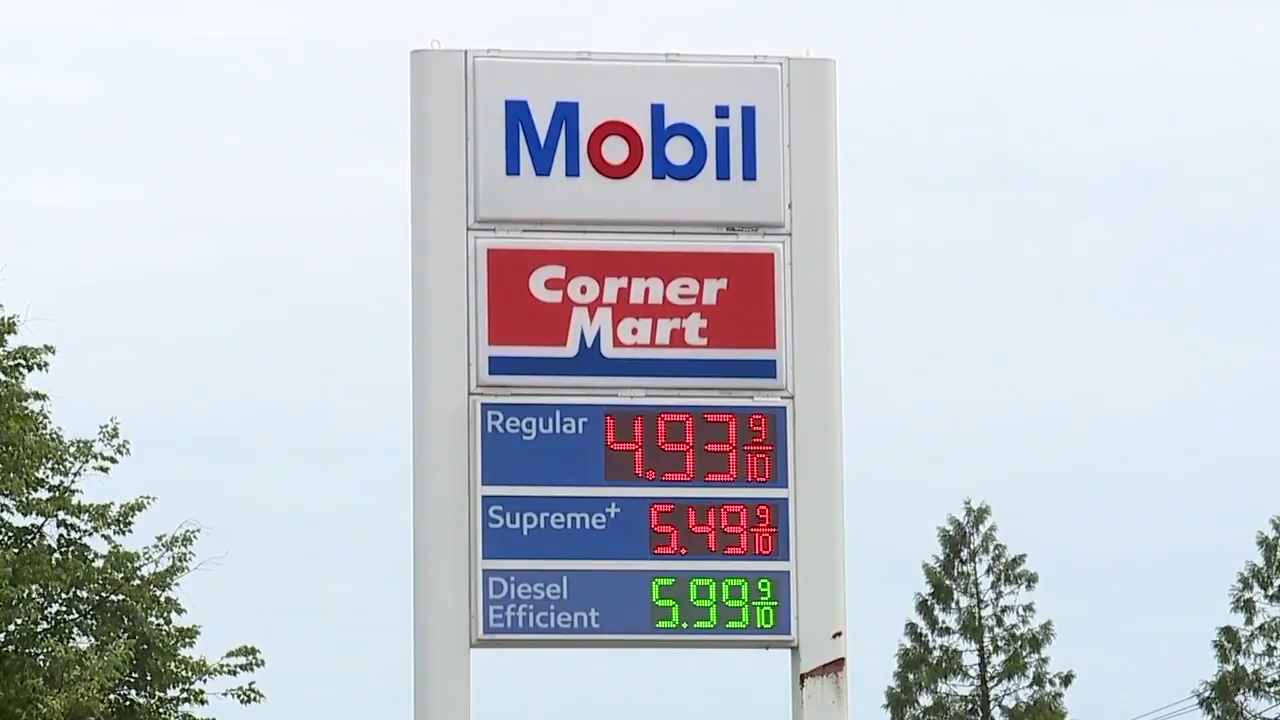 Mobil
Corner
Mart
Regular 4.93 9/10
Supreme+ 5.49 9/10
Diesel
Efficient 5.99 9/10